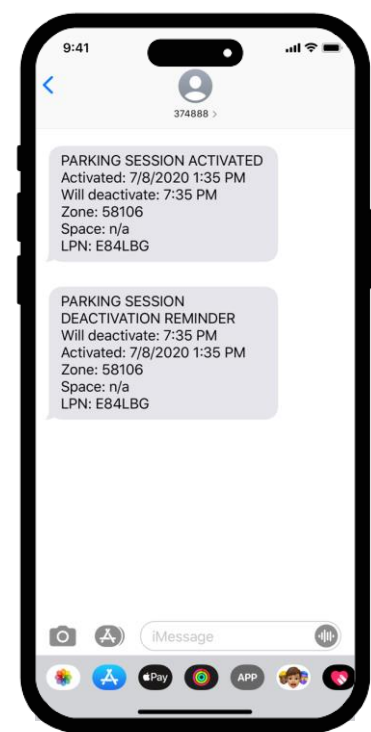 9:41
374888 >
PARKING SESSION ACTIVATED
Activated: 7/8/2020 1:35 PM
Will deactivate: 7:35 PM
Zone: 58106
Space: n/a
LPN: E84LBG
PARKING SESSION
DEACTIVATION REMINDER
Will deactivate: 7:35 PM
Activated: 7/8/2020 1:35 PM
Zone: 58106
Space: n/a
LPN: E84LBG
iMessage
Pay
APP